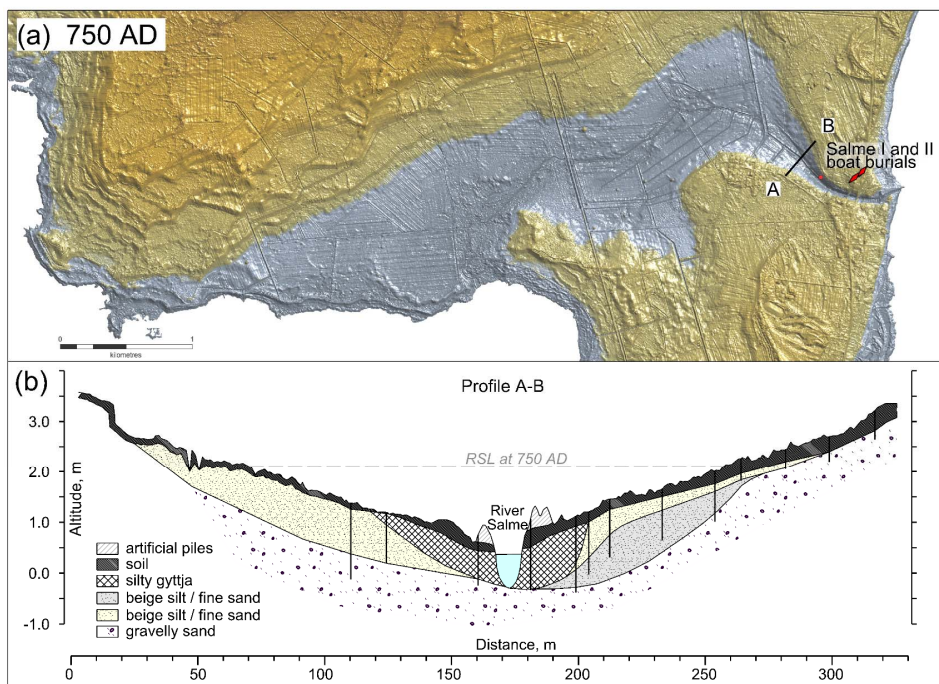 (a) 750 AD
B
Salme I and II
boat burials
A
0 1
kilometres
(b)
Profile A-B
3.0
2.0
1.0
0.0
-1.0
Altitude, m
RSL at 750 AD
River
Salme
artificial piles
soil
silty gyttja
beige silt / fine sand
beige silt / fine sand
gravelly sand
Distance, m
0 50 100 150 200 250 300